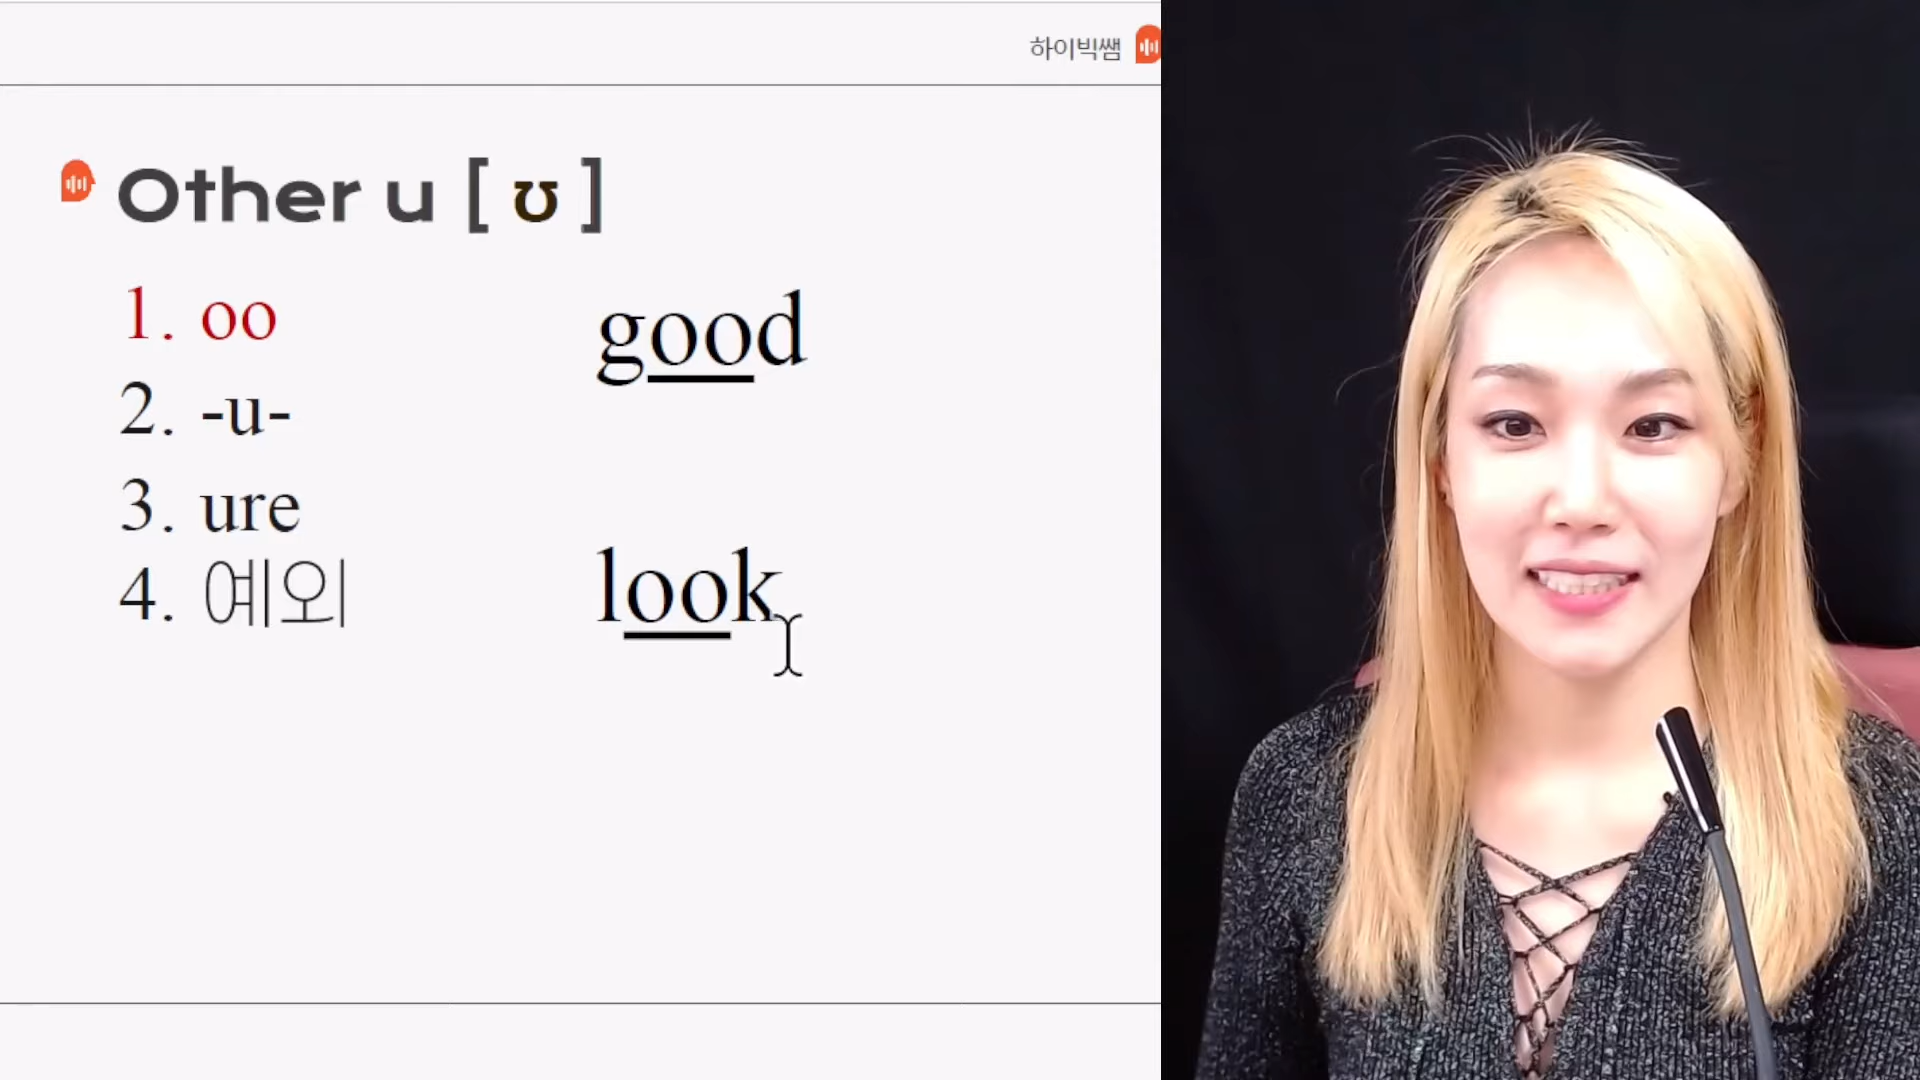 하이빅쌤
Other u [ ʊ ]
1. oo
good
2. -u-
3. ure
4. 예외
look